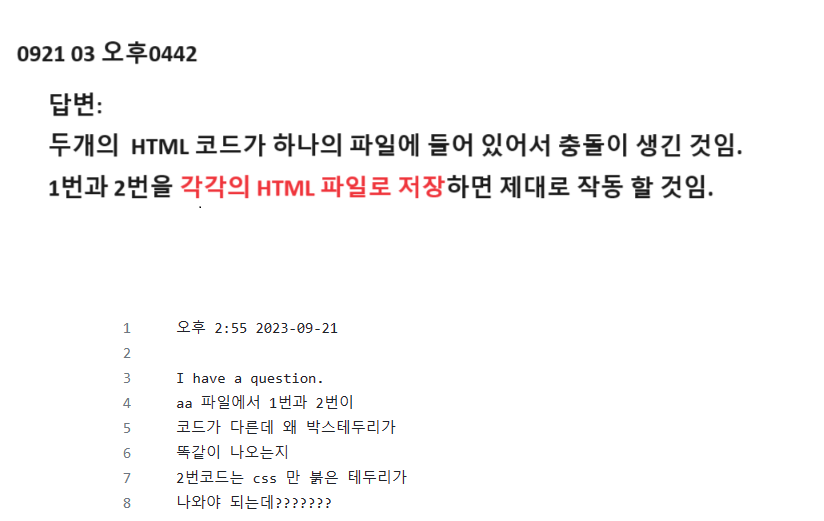 0921 03 오후0442
답변:
두개의 HTML 코드가 하나의 파일에 들어 있어서 충돌이 생긴 것임.
1번과 2번을 각각의 HTML 파일로 저장하면 제대로 작동 할 것임.
1 오후 2:55 2023-09-21
2
3 I have a question.
4 aa 파일에서 1번과 2번이
5 코드가 다른데 왜 박스테두리가
6 똑같이 나오는지
7 2번코드는 css 만 붉은 테두리가
8 나와야 되는데???????